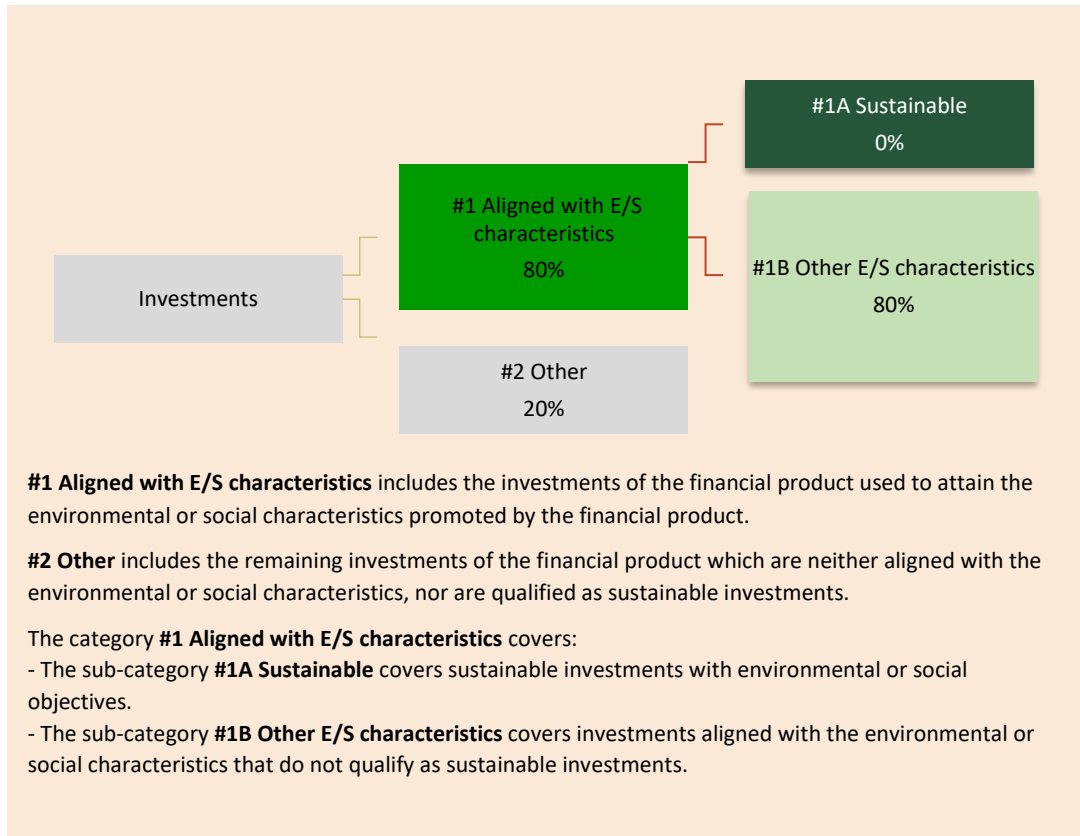 #1A Sustainable
0%
#1 Aligned with E/S
characteristics
80%
#1B Other E/S characteristics
80%
Investments
#2 Other
20%
#1 Aligned with E/S characteristics includes the investments of the financial product used to attain the
environmental or social characteristics promoted by the financial product.
#2 Other includes the remaining investments of the financial product which are neither aligned with the
environmental or social characteristics, nor are qualified as sustainable investments.
The category #1 Aligned with E/S characteristics covers:
- The sub-category #1A Sustainable covers sustainable investments with environmental or social
objectives.
- The sub-category #1B Other E/S characteristics covers investments aligned with the environmental or
social characteristics that do not qualify as sustainable investments.